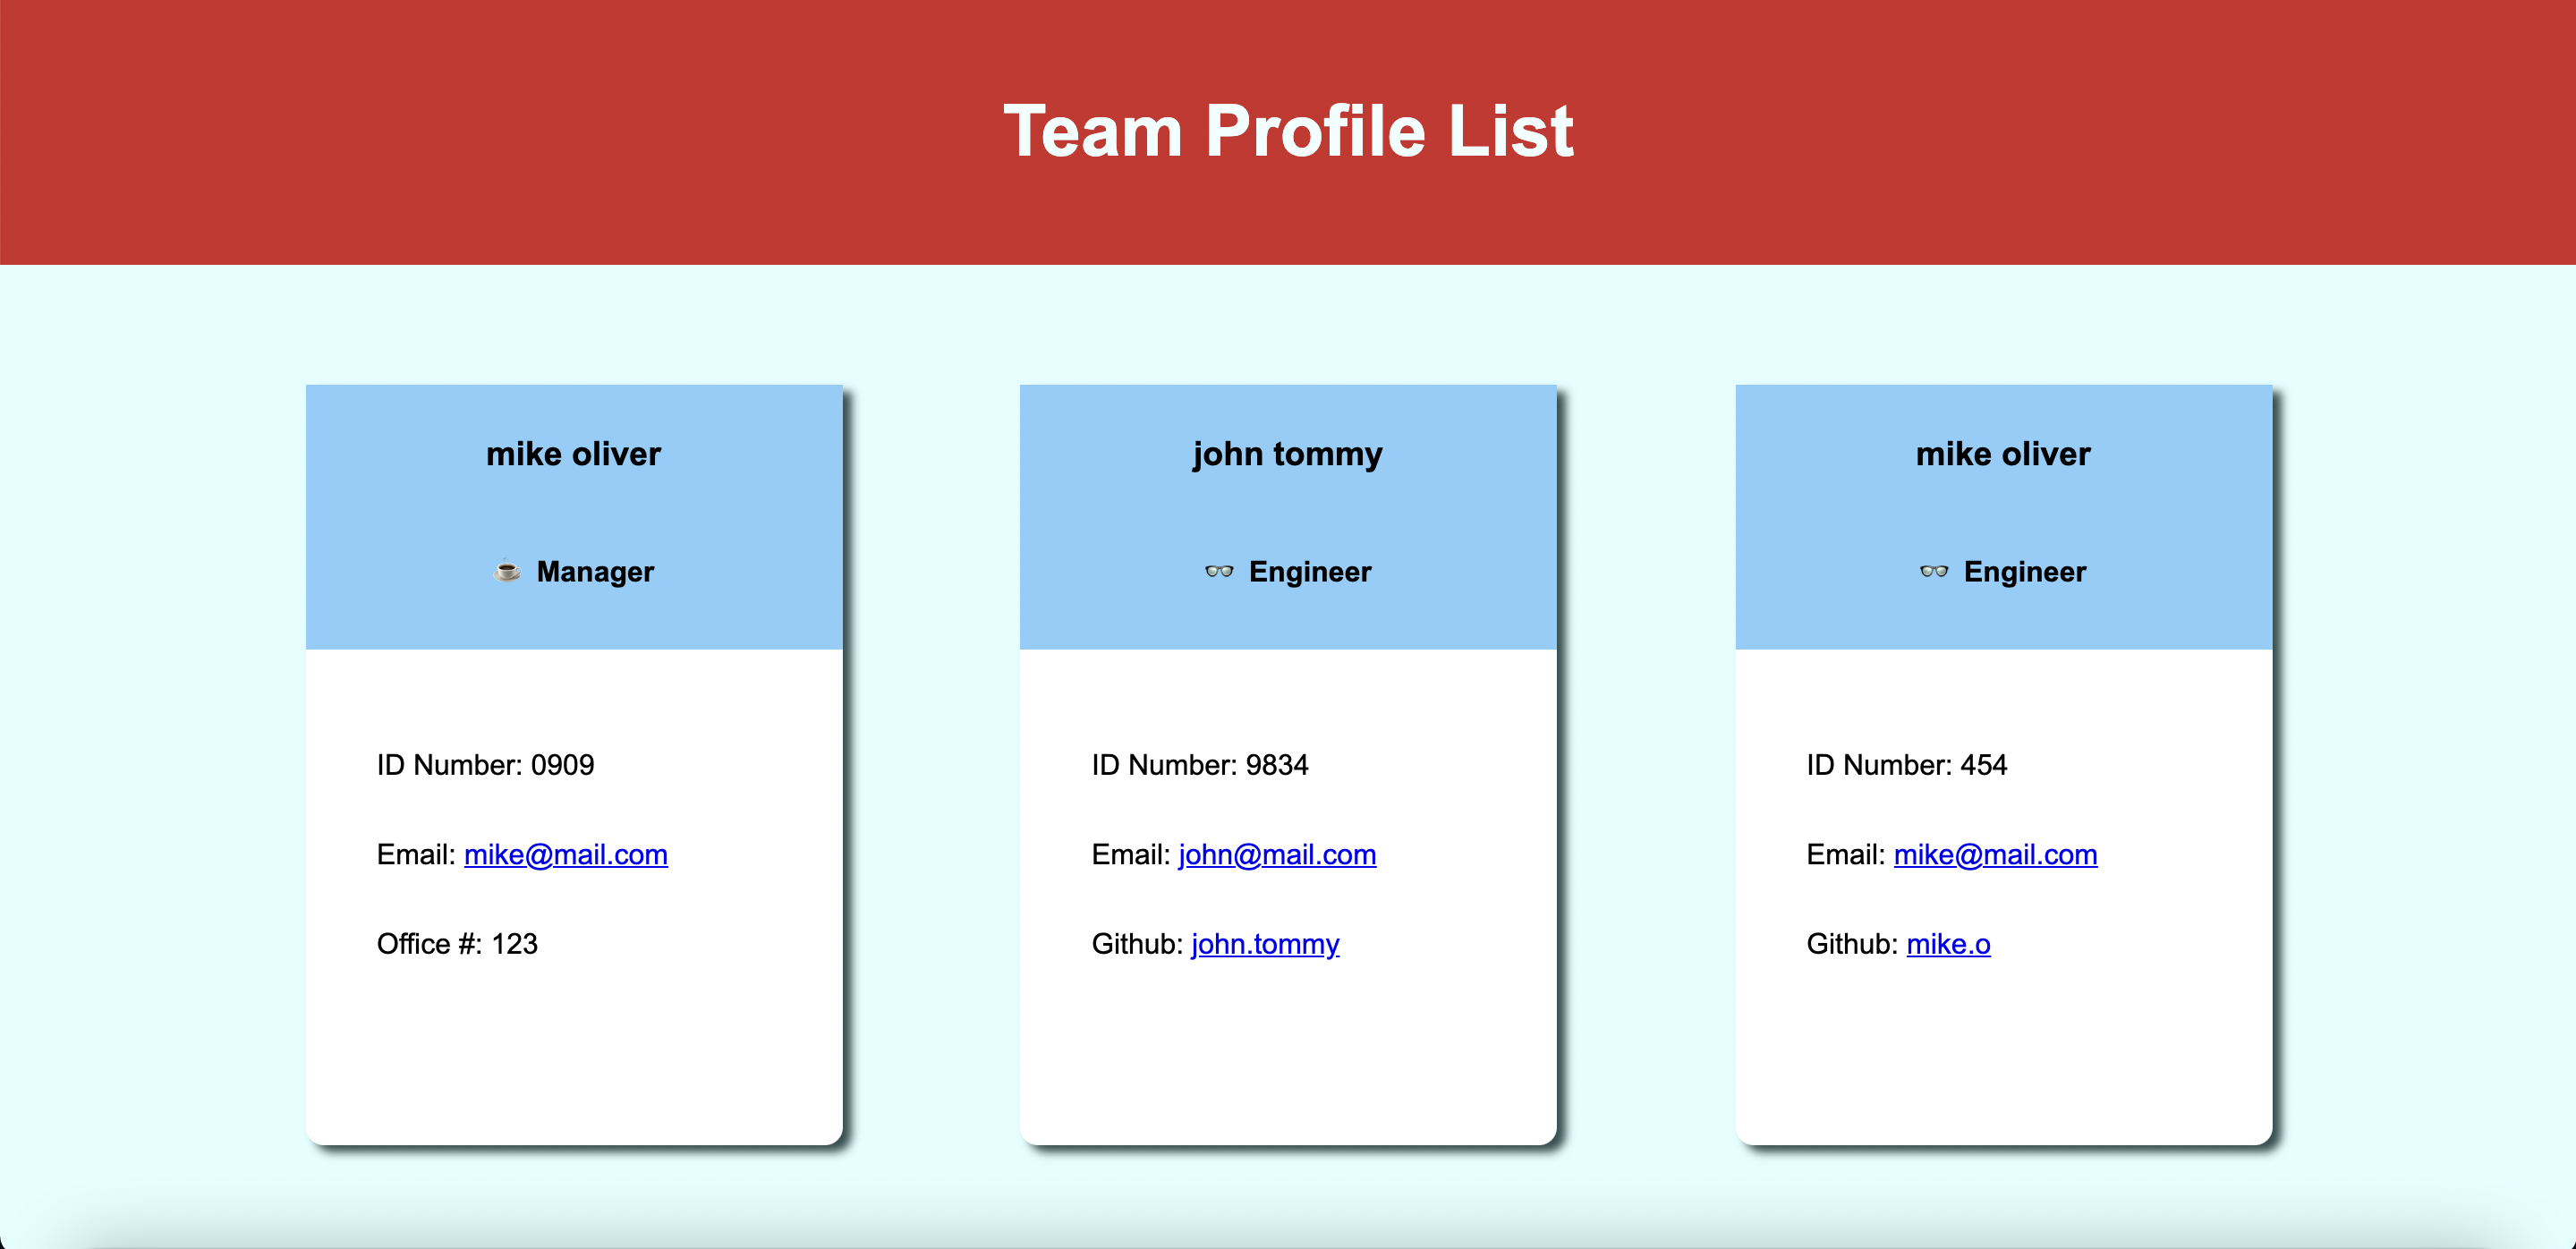 Team Profile List
mike oliver
☕ Manager
ID Number: 0909
Email: mike@mail.com
Office #: 123
john tommy
👓 Engineer
ID Number: 9834
Email: john@mail.com
Github: john.tommy
mike oliver
👓 Engineer
ID Number: 454
Email: mike@mail.com
Github: mike.o